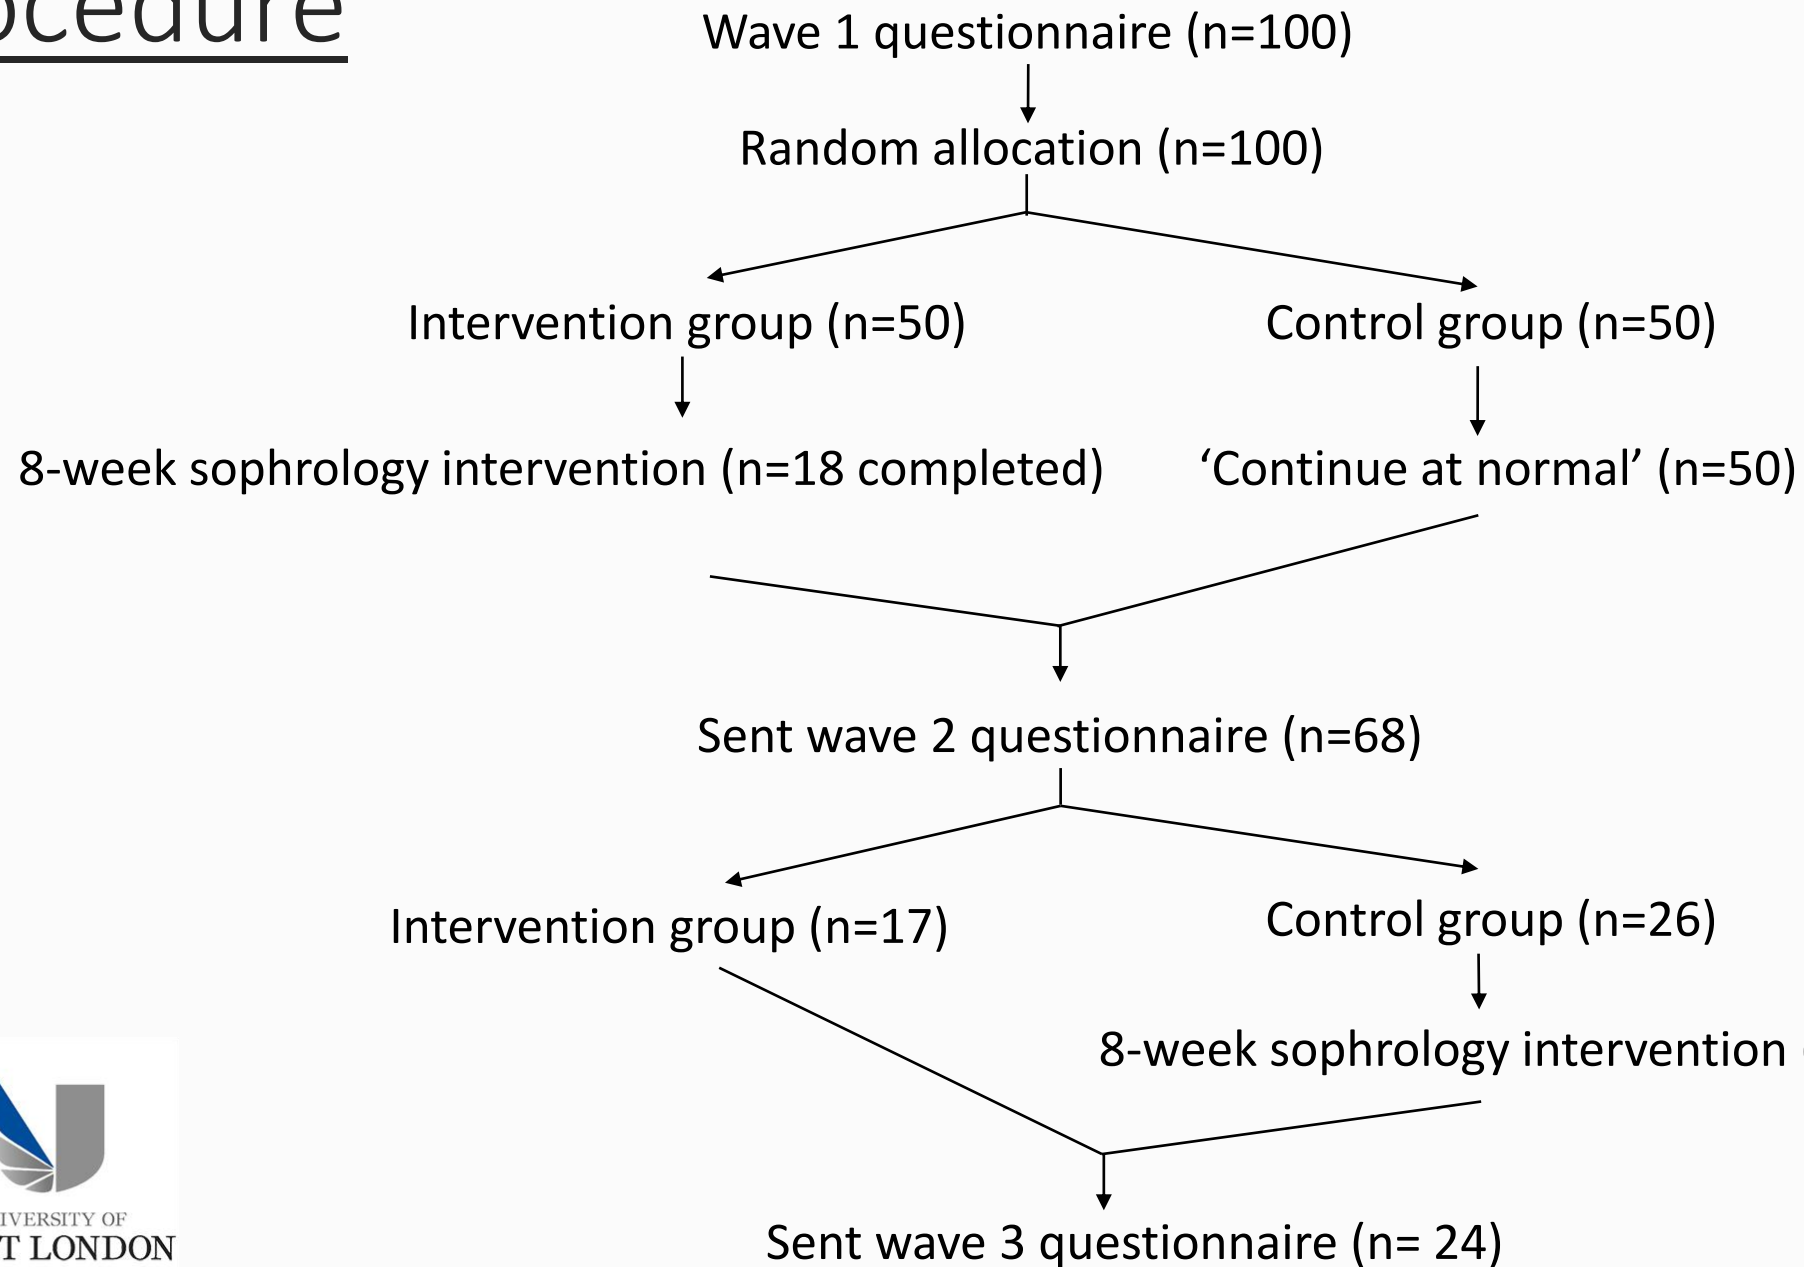 ocedure
Wave 1 questionnaire (n=100)
Random allocation (n=100)
Intervention group (n=50)
Control group (n=50)
8-week sophrology intervention (n=18 completed)
‘Continue at normal’ (n=50)
Sent wave 2 questionnaire (n=68)
Intervention group (n=17)
Control group (n=26)
8-week sophrology intervention
Sent wave 3 questionnaire (n= 24)
IVERSITY OF
T LONDON